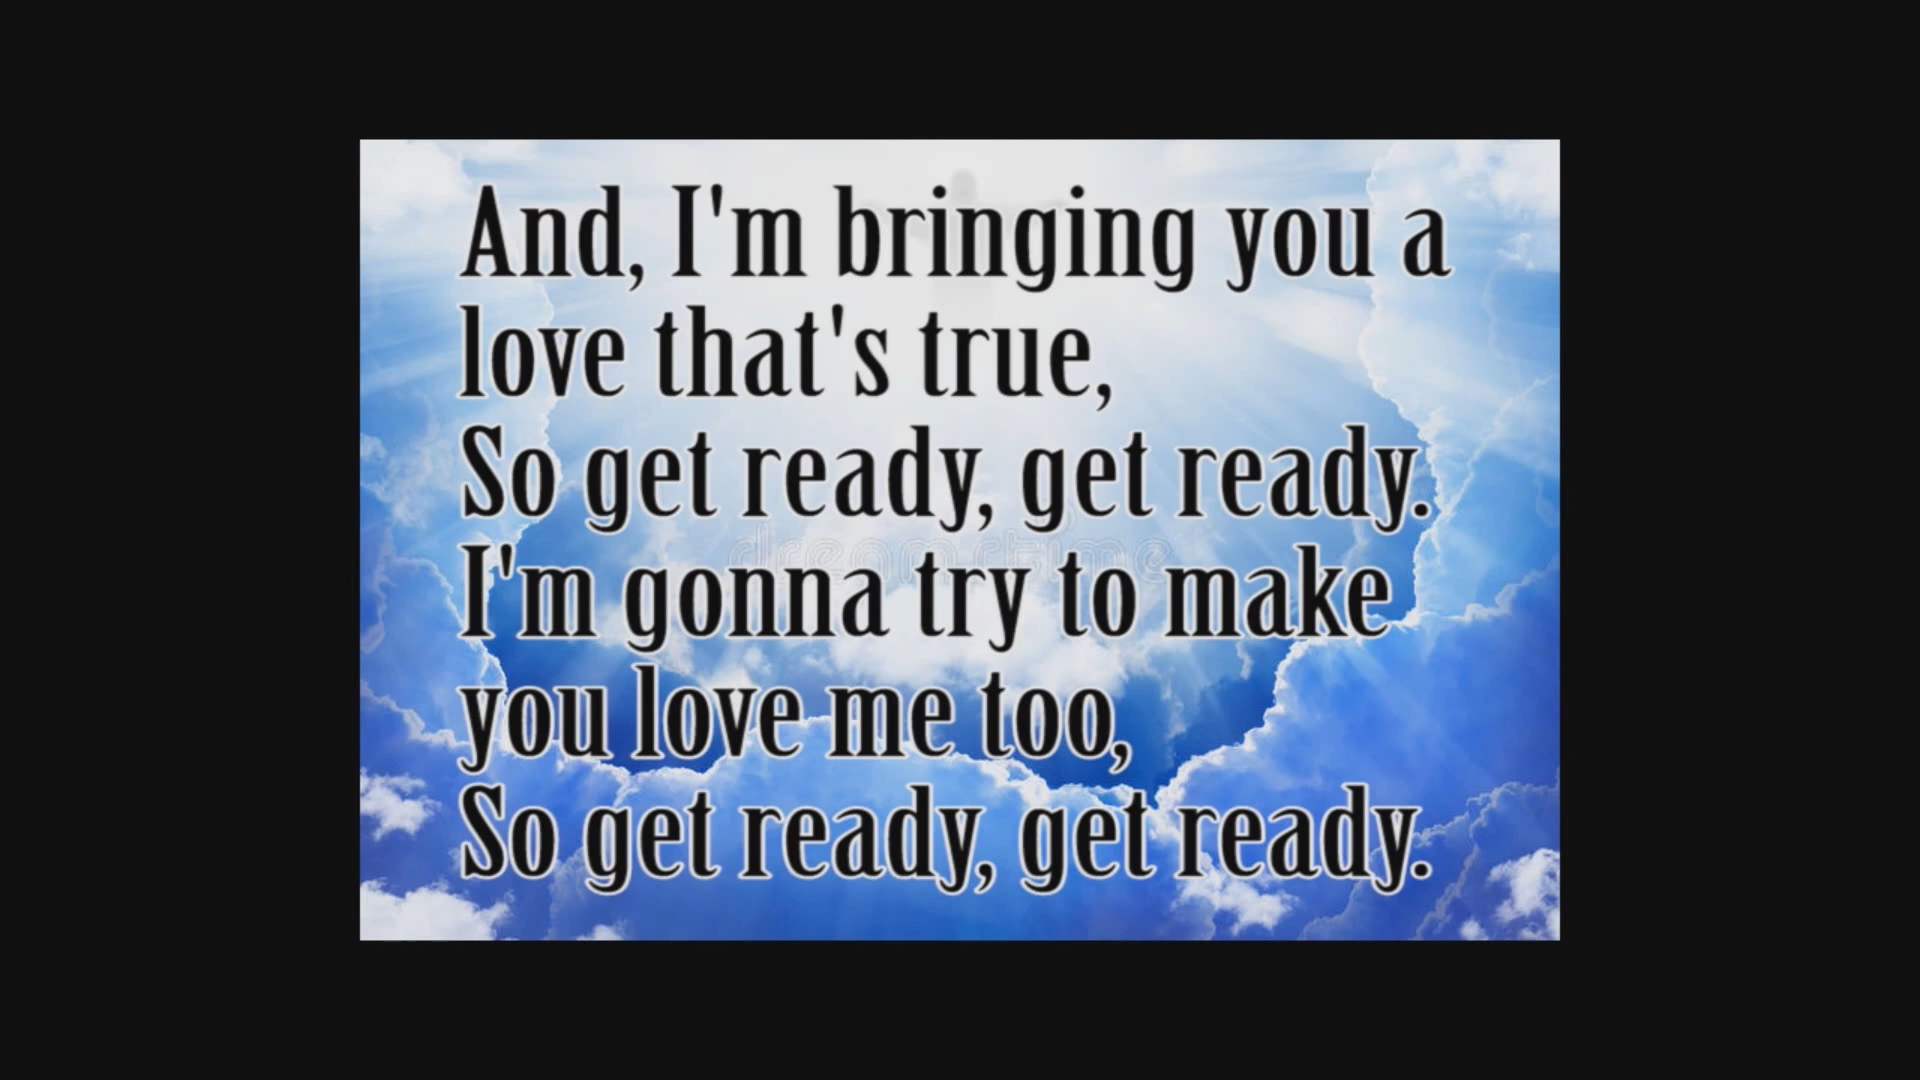 And, I'm bringing you a
love that's true,
So get ready, get ready.
I'm gonna try to make
you love me too,
So get ready, get ready.
dreamstime